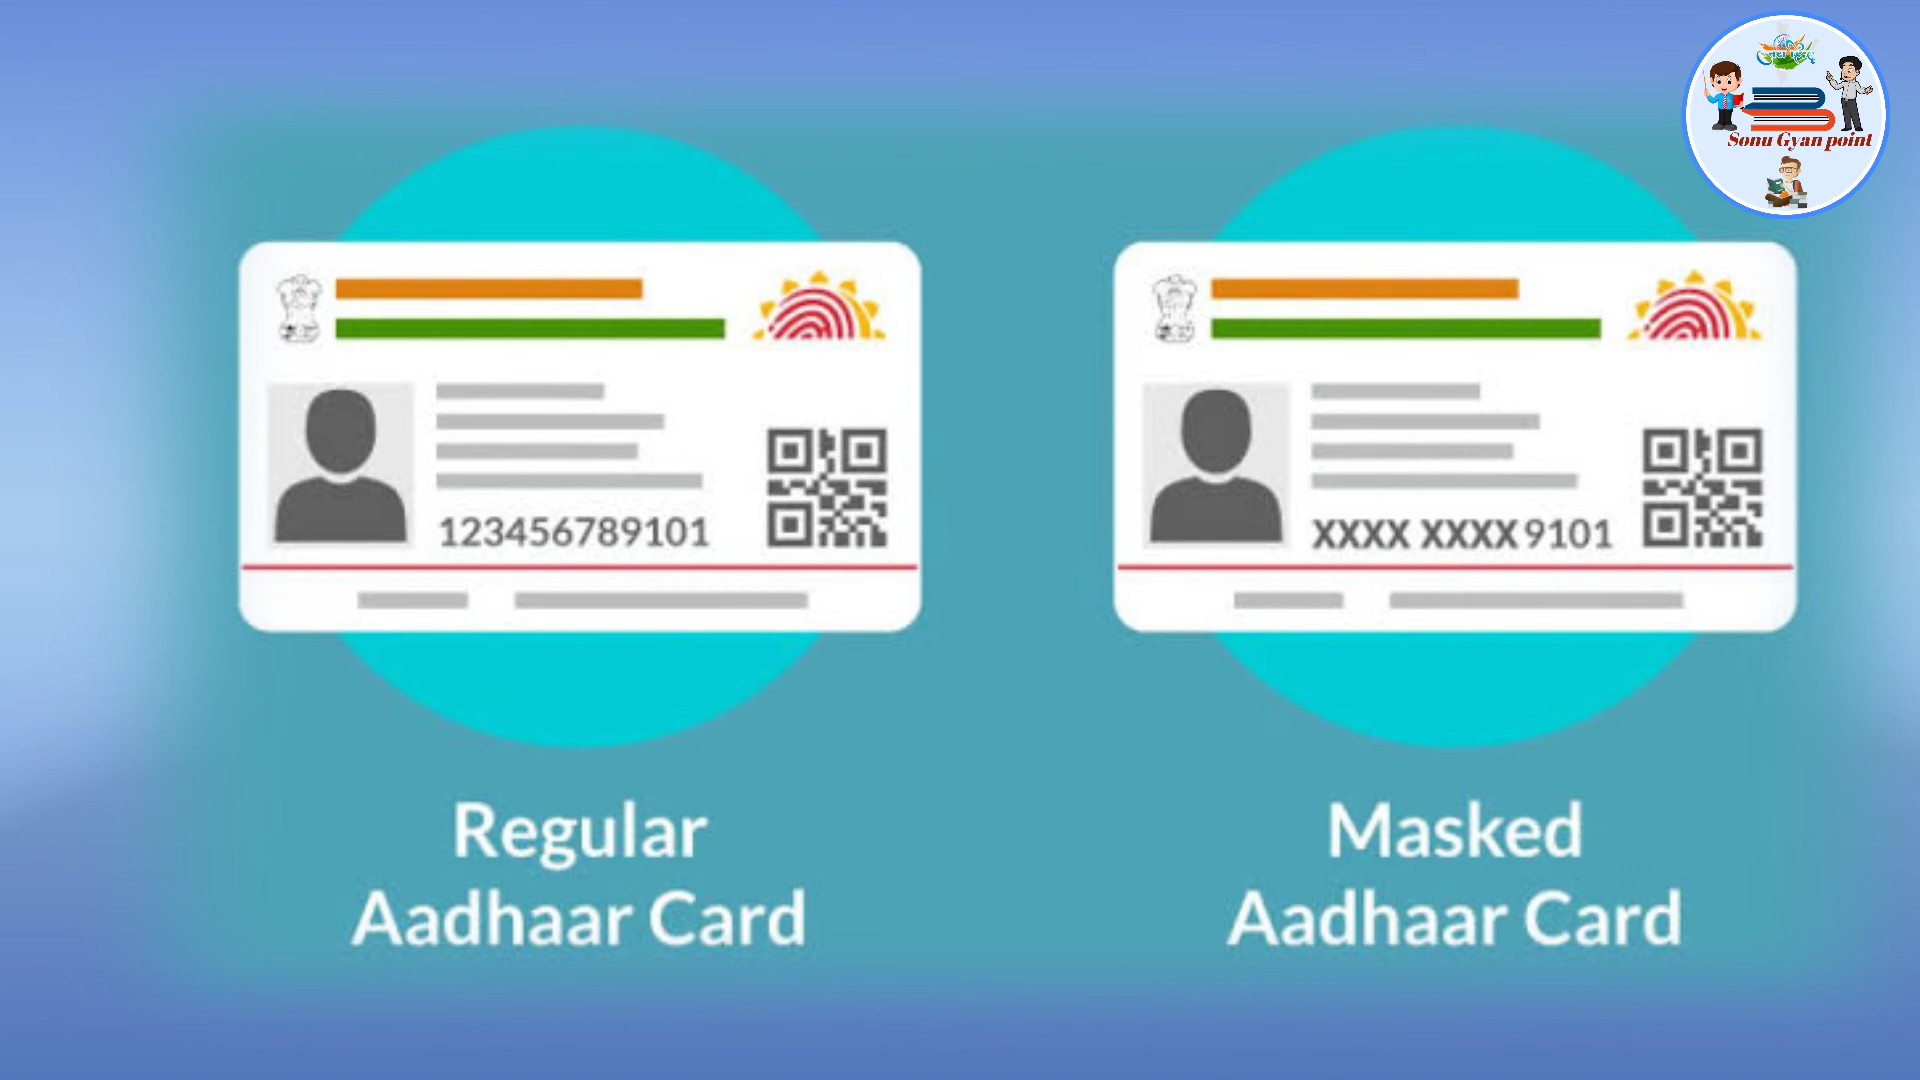 Sonu Gyan point
123456789101
XXXX XXXX 9101
Regular
Aadhaar Card
Masked
Aadhaar Card